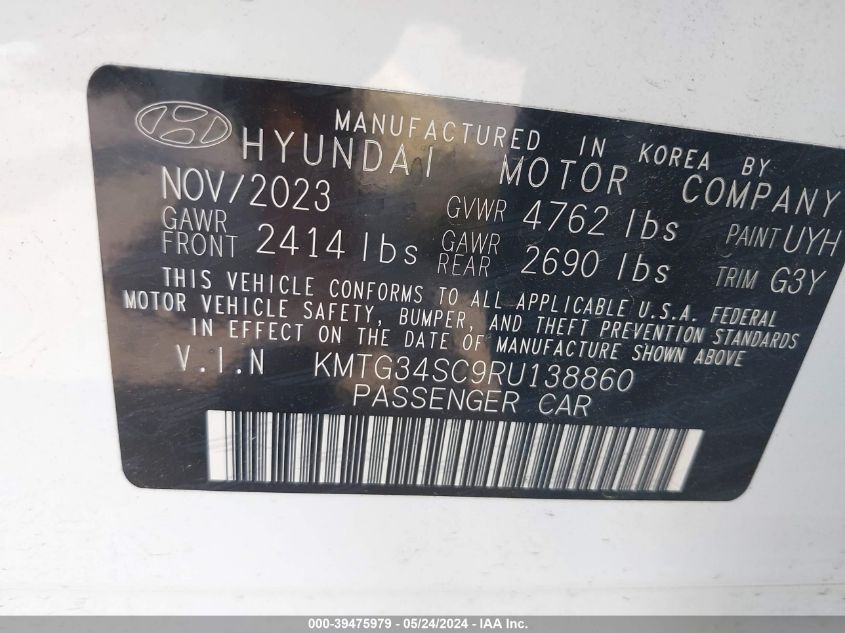 MANUFACTURED IN KOREA BY
HYUNDAI MOTOR COMPANY
NOV/2023 GVWR 4762 lbs PAINT UYH
GAWR FRONT 2414 lbs GAWR REAR 2690 lbs TRIM G3Y
THIS VEHICLE CONFORMS TO ALL APPLICABLE U.S.A. FEDERAL
MOTOR VEHICLE SAFETY, BUMPER, AND THEFT PREVENTION STANDARDS
IN EFFECT ON THE DATE OF MANUFACTURE SHOWN ABOVE
V.I.N KMTG34SC9RU138860
PASSENGER CAR
000-39475979 - 05/24/2024 - IAA Inc.